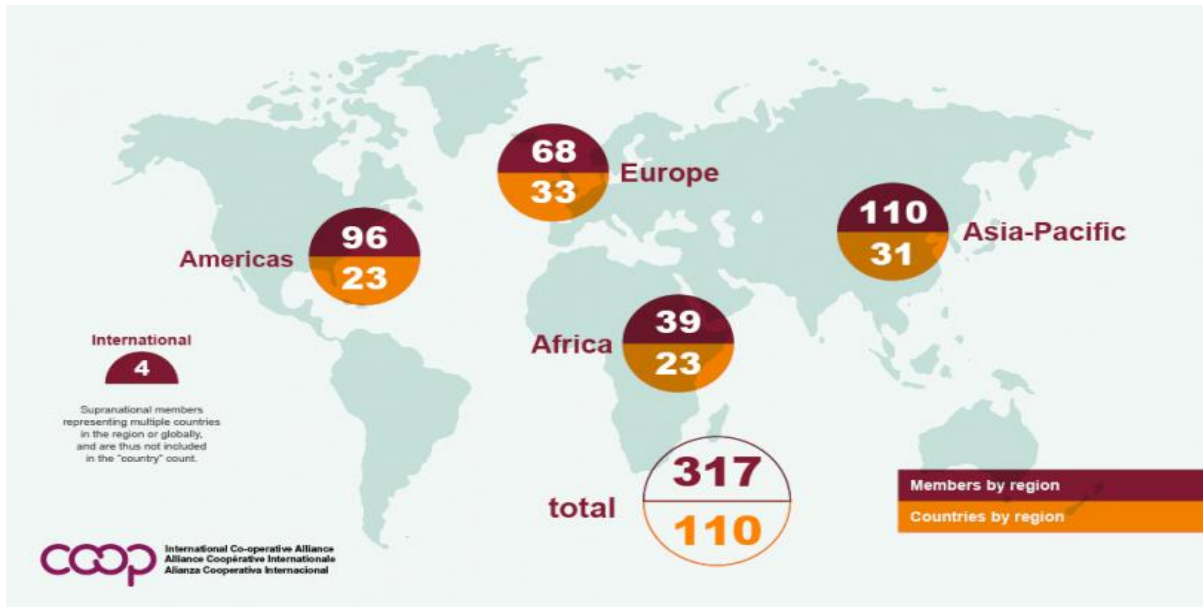 68
33
Europe
96
23
Americas
110
31
Asia-Pacific
39
23
Africa
International
4
Supranational members
representing multiple countries
in the region or globally,
and are thus not included
in the "country" count.
317
110
total
Members by region
Countries by region
coop
International Co-operative Alliance
Alliance Coopérative Internationale
Alianza Cooperativa Internacional